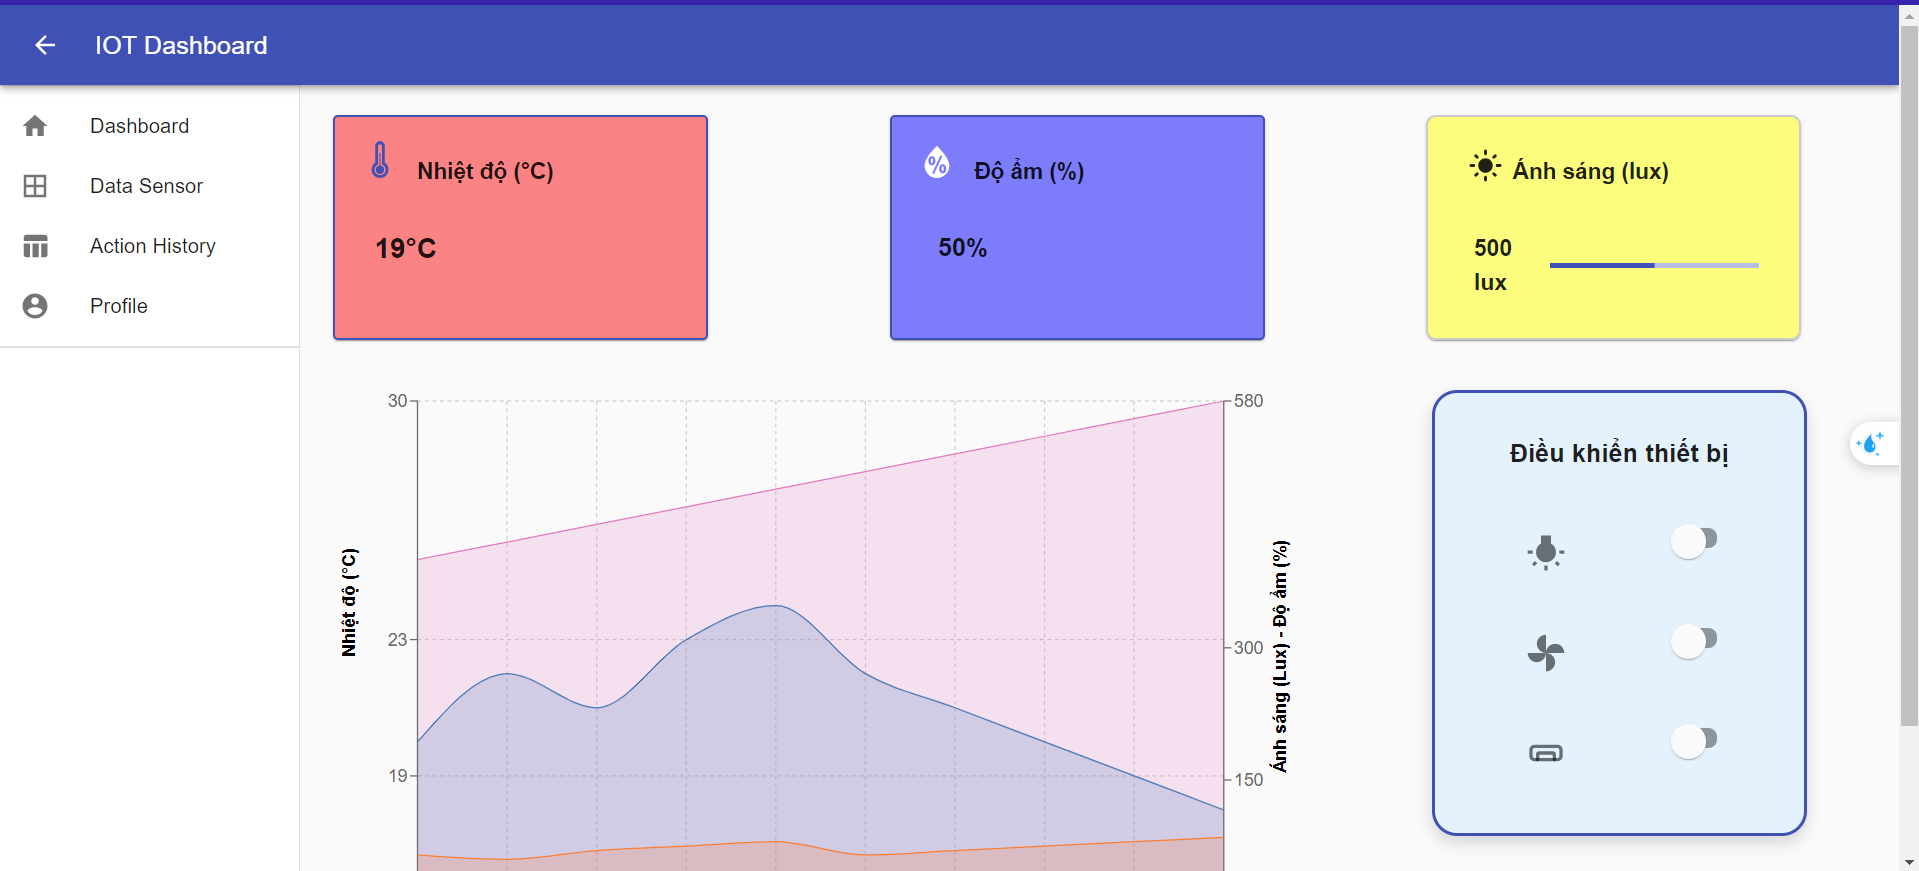 IOT Dashboard
Dashboard
Data Sensor
Action History
Profile
Nhiệt độ (°C)
19°C
Độ ẩm (%)
50%
Ánh sáng (lux)
500
lux
30
23
19
Nhiệt độ (°C)
580
300
150
Ánh sáng (Lux) - Độ ẩm (%)
Điều khiển thiết bị